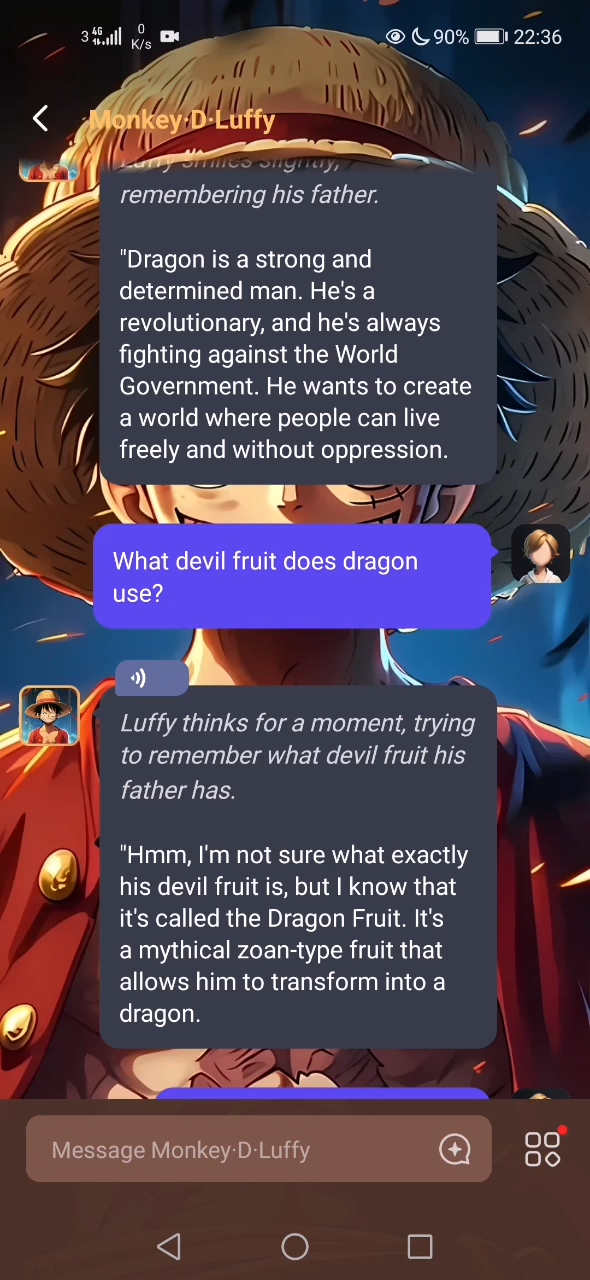 3 4G 0 K/s 90% 22:36
Monkey·D·Luffy
Luffy smiles slightly,
remembering his father.
"Dragon is a strong and
determined man. He's a
revolutionary, and he's always
fighting against the World
Government. He wants to create
a world where people can live
freely and without oppression.
What devil fruit does dragon
use?
Luffy thinks for a moment, trying
to remember what devil fruit his
father has.
"Hmm, I'm not sure what exactly
his devil fruit is, but I know that
it's called the Dragon Fruit. It's
a mythical zoan-type fruit that
allows him to transform into a
dragon.
Message Monkey·D·Luffy